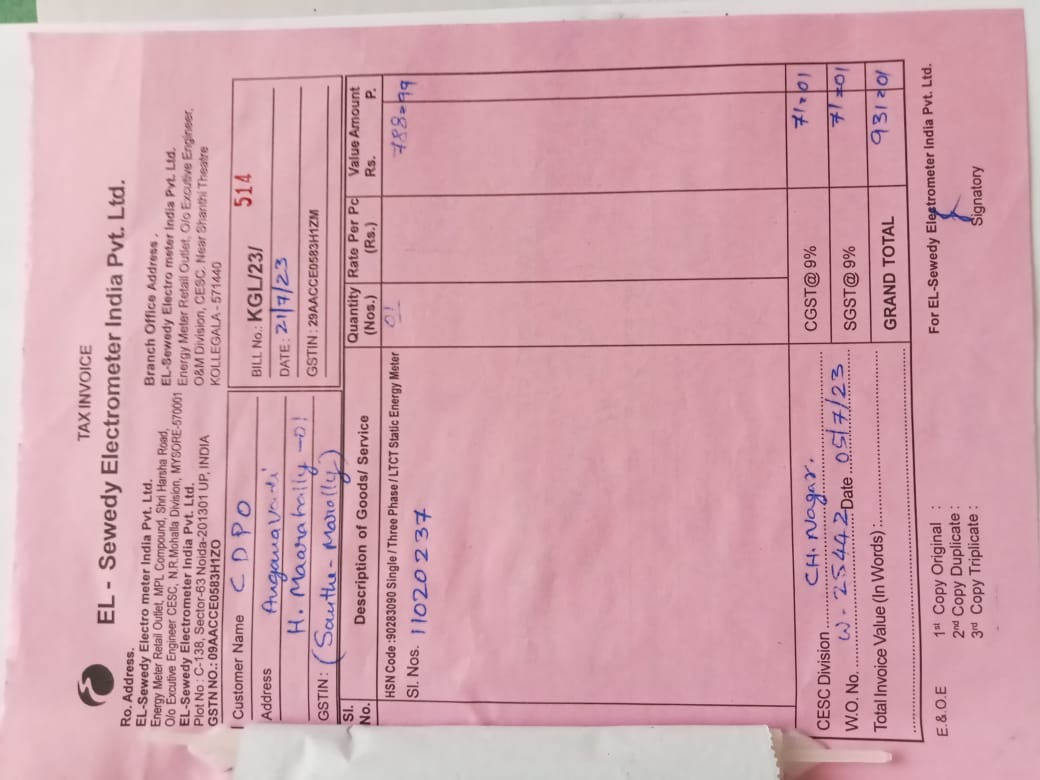 TAX INVOICE
EL - Sewedy Electrometer India Pvt. Ltd.
Ro. Address.
EL-Sewedy Electro meter India Pvt. Ltd.
Energy Meter Retail Outlet, MPL Compound, Shri Harsha Road,
O/o Excutive Engineer CESC, N.R.Mohalla Division, MYSORE-570001
EL-Sewedy Electrometer India Pvt. Ltd.
Plot No : C-138, Sector-63 Noida-201301 UP, INDIA
GSTN NO.: 09AACCE0583H1ZO
Branch Office Address .
EL-Sewedy Electro meter India Pvt. Ltd.
Energy Meter Retail Outlet, O/o Excutive Engineer,
O&M Division, CESC. Near Shanthi Theatre
KOLLEGALA - 571440
Customer Name CDPO
Address Anganavadi
H. Maarahally -01
GSTIN : (Santhe - Marally)
BILL No.: KGL/23/ 514
DATE : 21/7/23
GSTIN : 29AACCE0583H1ZM
Sl. No. Description of Goods/ Service Quantity (Nos.) Rate Per Pc (Rs.) Value Amount Rs. P.
HSN Code :90283090 Single / Three Phase / LTCT Static Energy Meter 01 788=99
Sl. Nos. 11020237
CESC Division CH. Nagar. CGST@9% 71=01
W.O. No. W - 25442 Date 05/7/23 SGST@9% 71=01
Total Invoice Value (In Words) : GRAND TOTAL 931=01
E.&.O.E
1st Copy Original :
2nd Copy Duplicate :
3rd Copy Triplicate :
For EL-Sewedy Electrometer India Pvt. Ltd.
Signatory